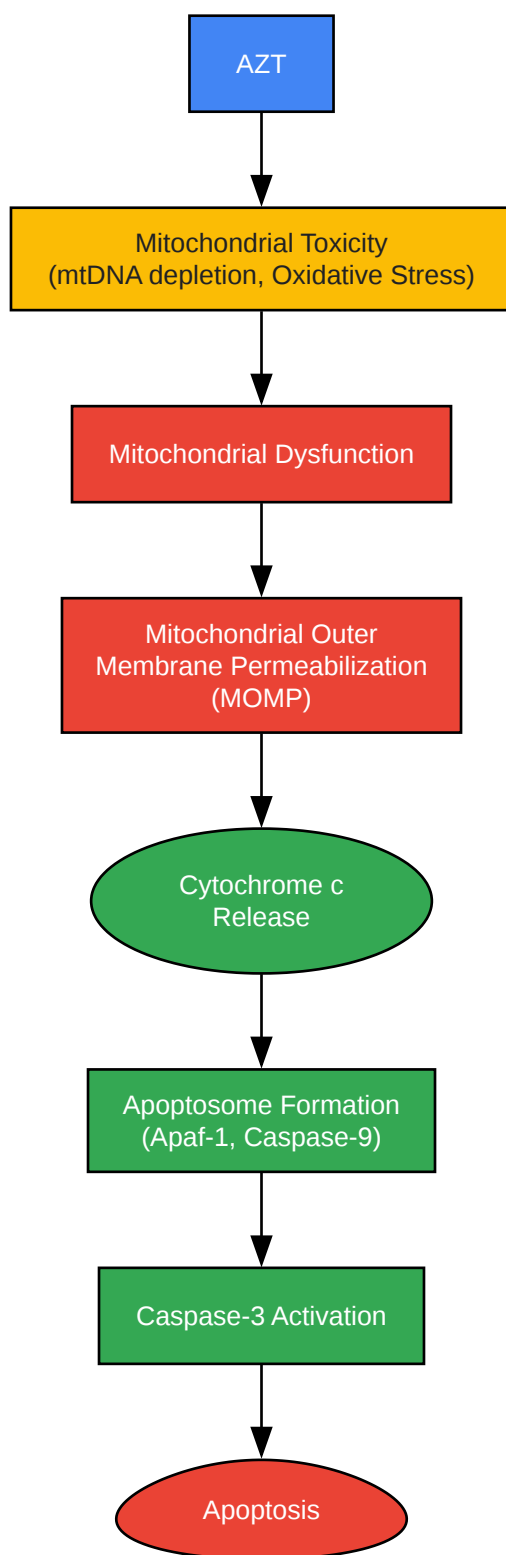 AZT
Mitochondrial Toxicity
(mtDNA depletion, Oxidative Stress)
Mitochondrial Dysfunction
Mitochondrial Outer
Membrane Permeabilization
(MOMP)
Cytochrome c
Release
Apoptosome Formation
(Apaf-1, Caspase-9)
Caspase-3 Activation
Apoptosis